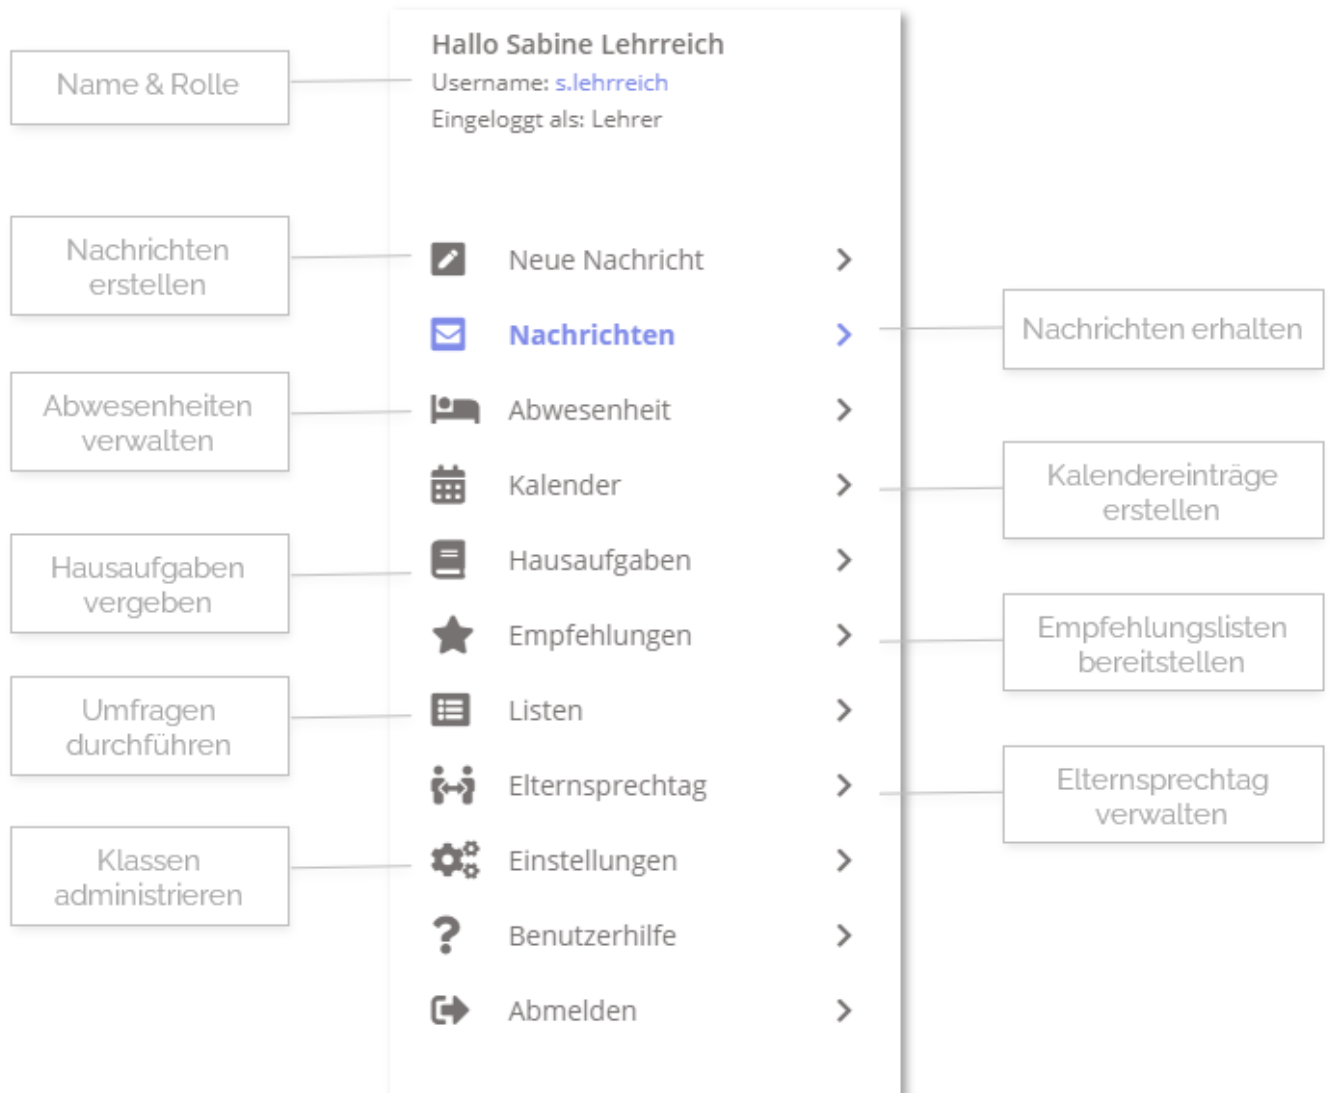 Hallo Sabine Lehrreich
Username: s.lehrreich
Eingeloggt als: Lehrer
Name & Rolle
Nachrichten
erstellen
Neue Nachricht
Nachrichten
Nachrichten erhalten
Abwesenheiten
verwalten
Abwesenheit
Kalender
Kalendereinträge
erstellen
Hausaufgaben
vergeben
Hausaufgaben
Empfehlungen
Empfehlungslisten
bereitstellen
Umfragen
durchführen
Listen
Elternsprechtag
Elternsprechtag
verwalten
Klassen
administrieren
Einstellungen
Benutzerhilfe
Abmelden